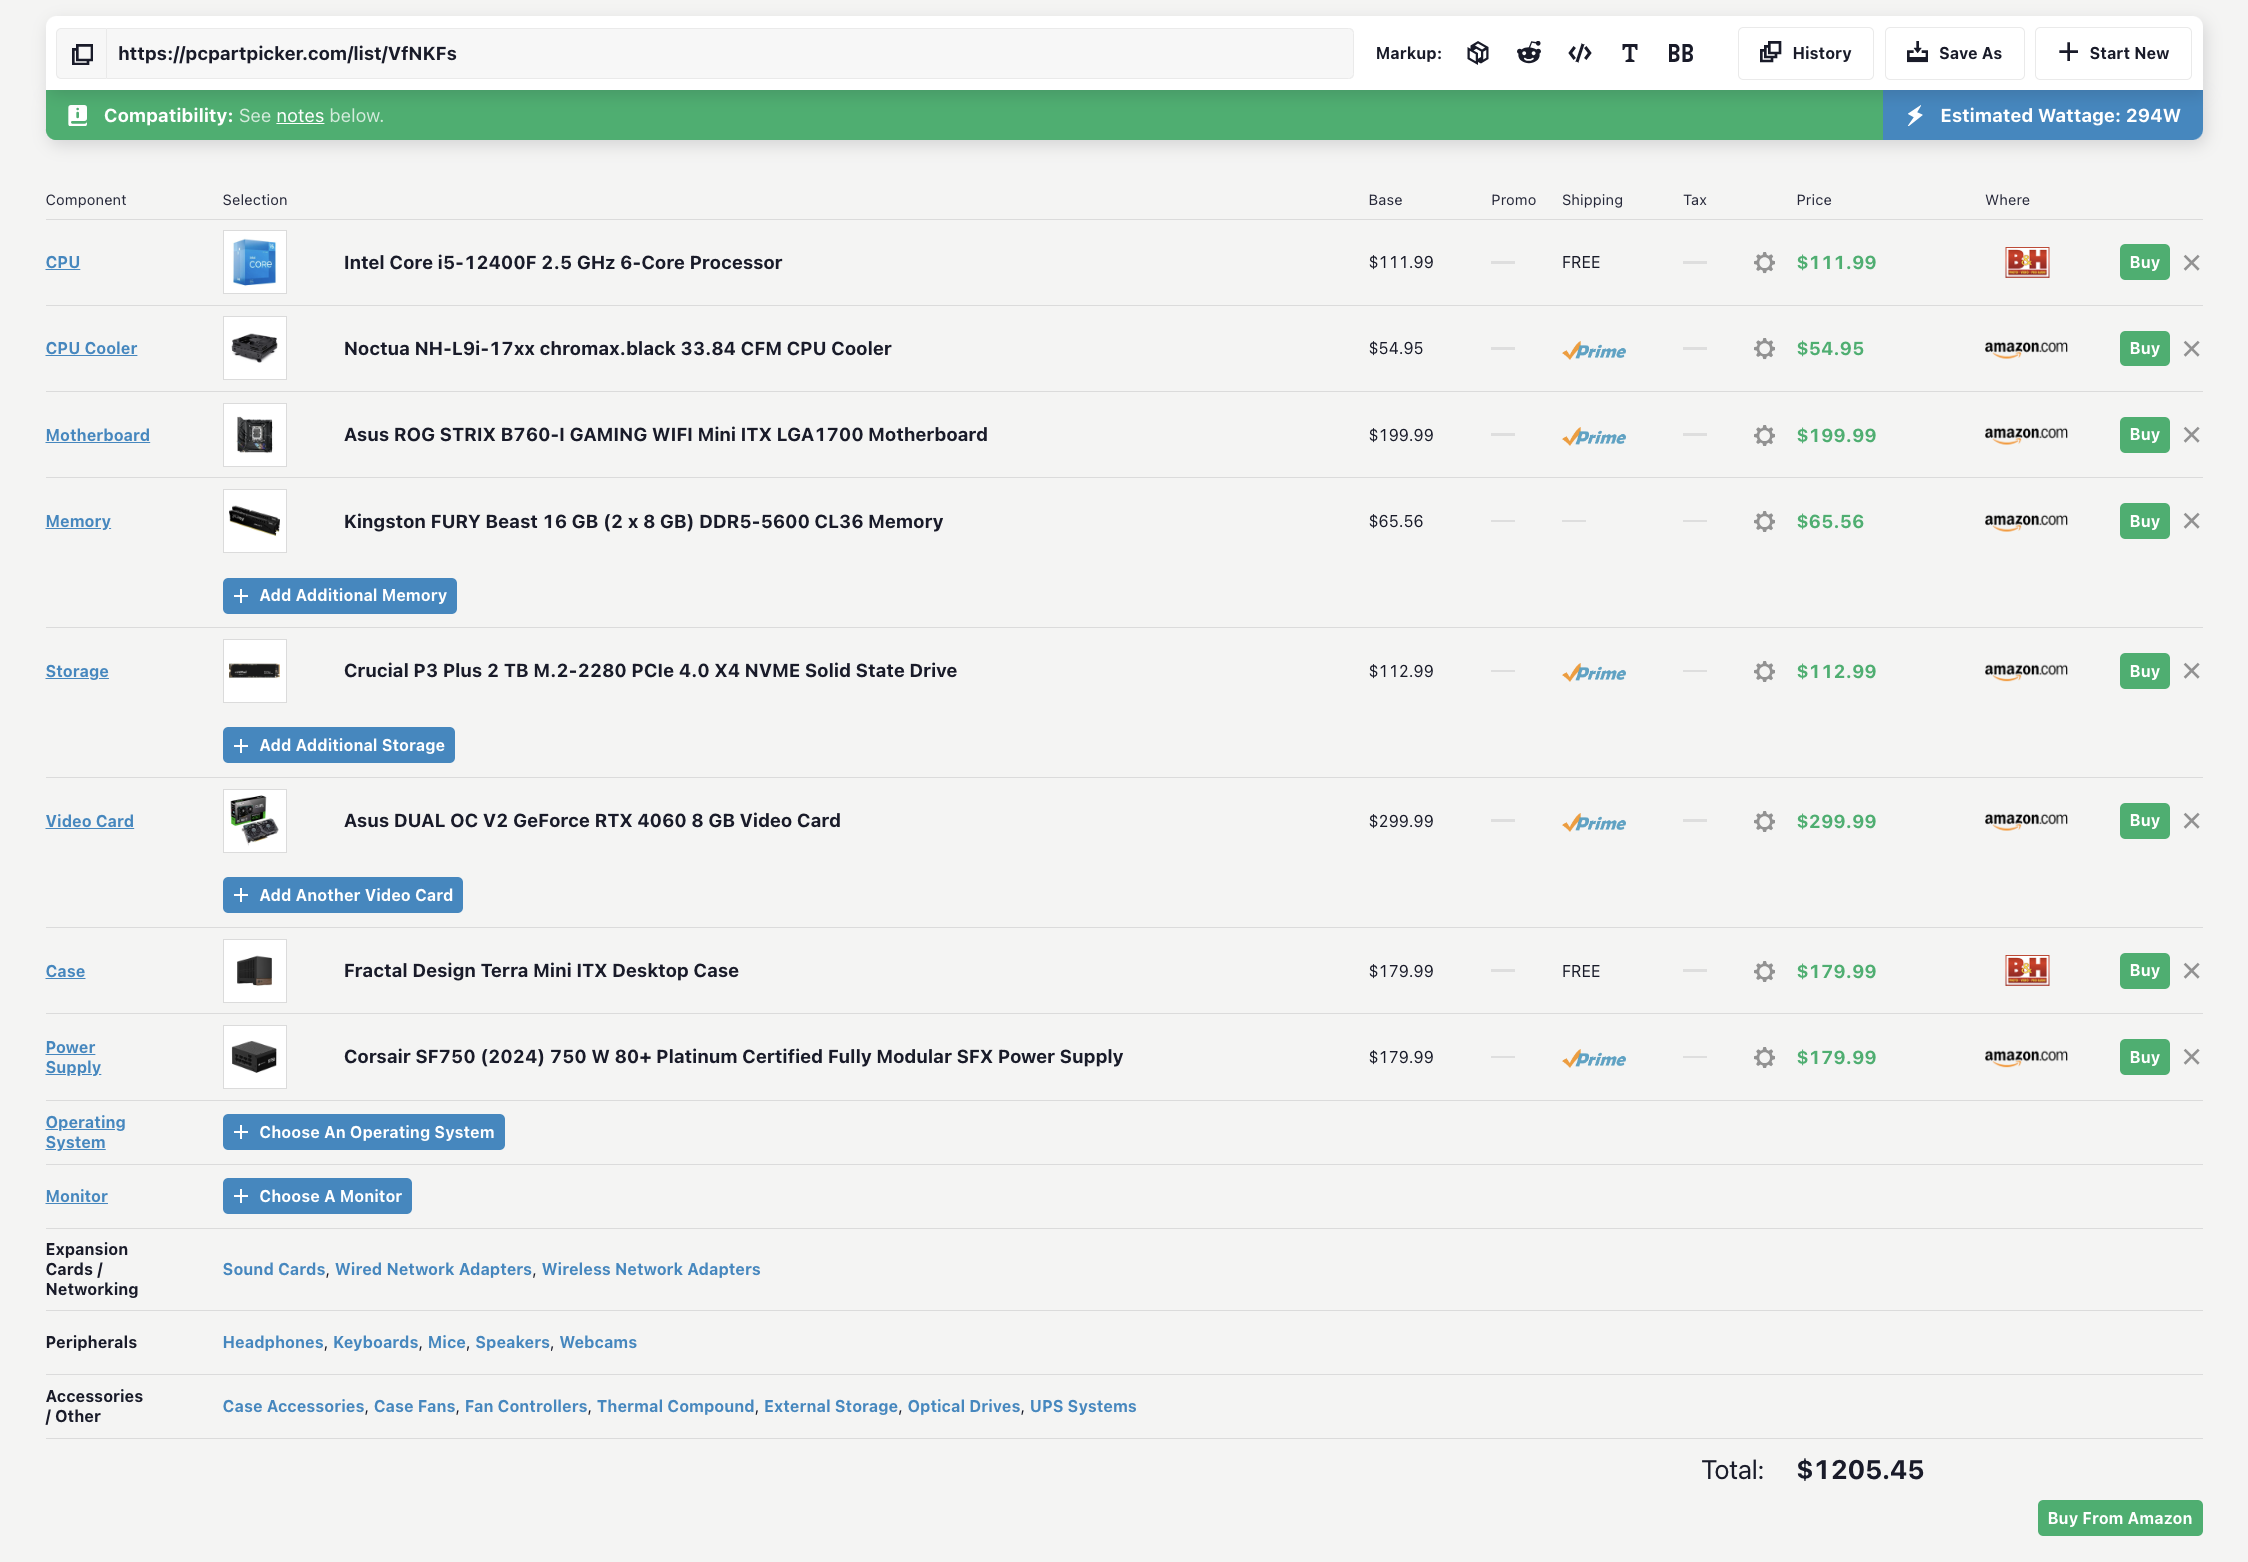 https://pcpartpicker.com/list/VfNKFs Markup: T BB History Save As Start New
Compatibility: See notes below. Estimated Wattage: 294W
Component Selection Base Promo Shipping Tax Price Where
CPU Intel Core i5-12400F 2.5 GHz 6-Core Processor $111.99 — FREE — $111.99 B&H Buy
CPU Cooler Noctua NH-L9i-17xx chromax.black 33.84 CFM CPU Cooler $54.95 — Prime — $54.95 amazon.com Buy
Motherboard Asus ROG STRIX B760-I GAMING WIFI Mini ITX LGA1700 Motherboard $199.99 — Prime — $199.99 amazon.com Buy
Memory Kingston FURY Beast 16 GB (2 x 8 GB) DDR5-5600 CL36 Memory $65.56 — — — $65.56 amazon.com Buy
+ Add Additional Memory
Storage Crucial P3 Plus 2 TB M.2-2280 PCIe 4.0 X4 NVME Solid State Drive $112.99 — Prime — $112.99 amazon.com Buy
+ Add Additional Storage
Video Card Asus DUAL OC V2 GeForce RTX 4060 8 GB Video Card $299.99 — Prime — $299.99 amazon.com Buy
+ Add Another Video Card
Case Fractal Design Terra Mini ITX Desktop Case $179.99 — FREE — $179.99 B&H Buy
Power Supply Corsair SF750 (2024) 750 W 80+ Platinum Certified Fully Modular SFX Power Supply $179.99 — Prime — $179.99 amazon.com Buy
Operating System + Choose An Operating System
Monitor + Choose A Monitor
Expansion Cards / Networking Sound Cards, Wired Network Adapters, Wireless Network Adapters
Peripherals Headphones, Keyboards, Mice, Speakers, Webcams
Accessories / Other Case Accessories, Case Fans, Fan Controllers, Thermal Compound, External Storage, Optical Drives, UPS Systems
Total: $1205.45
Buy From Amazon